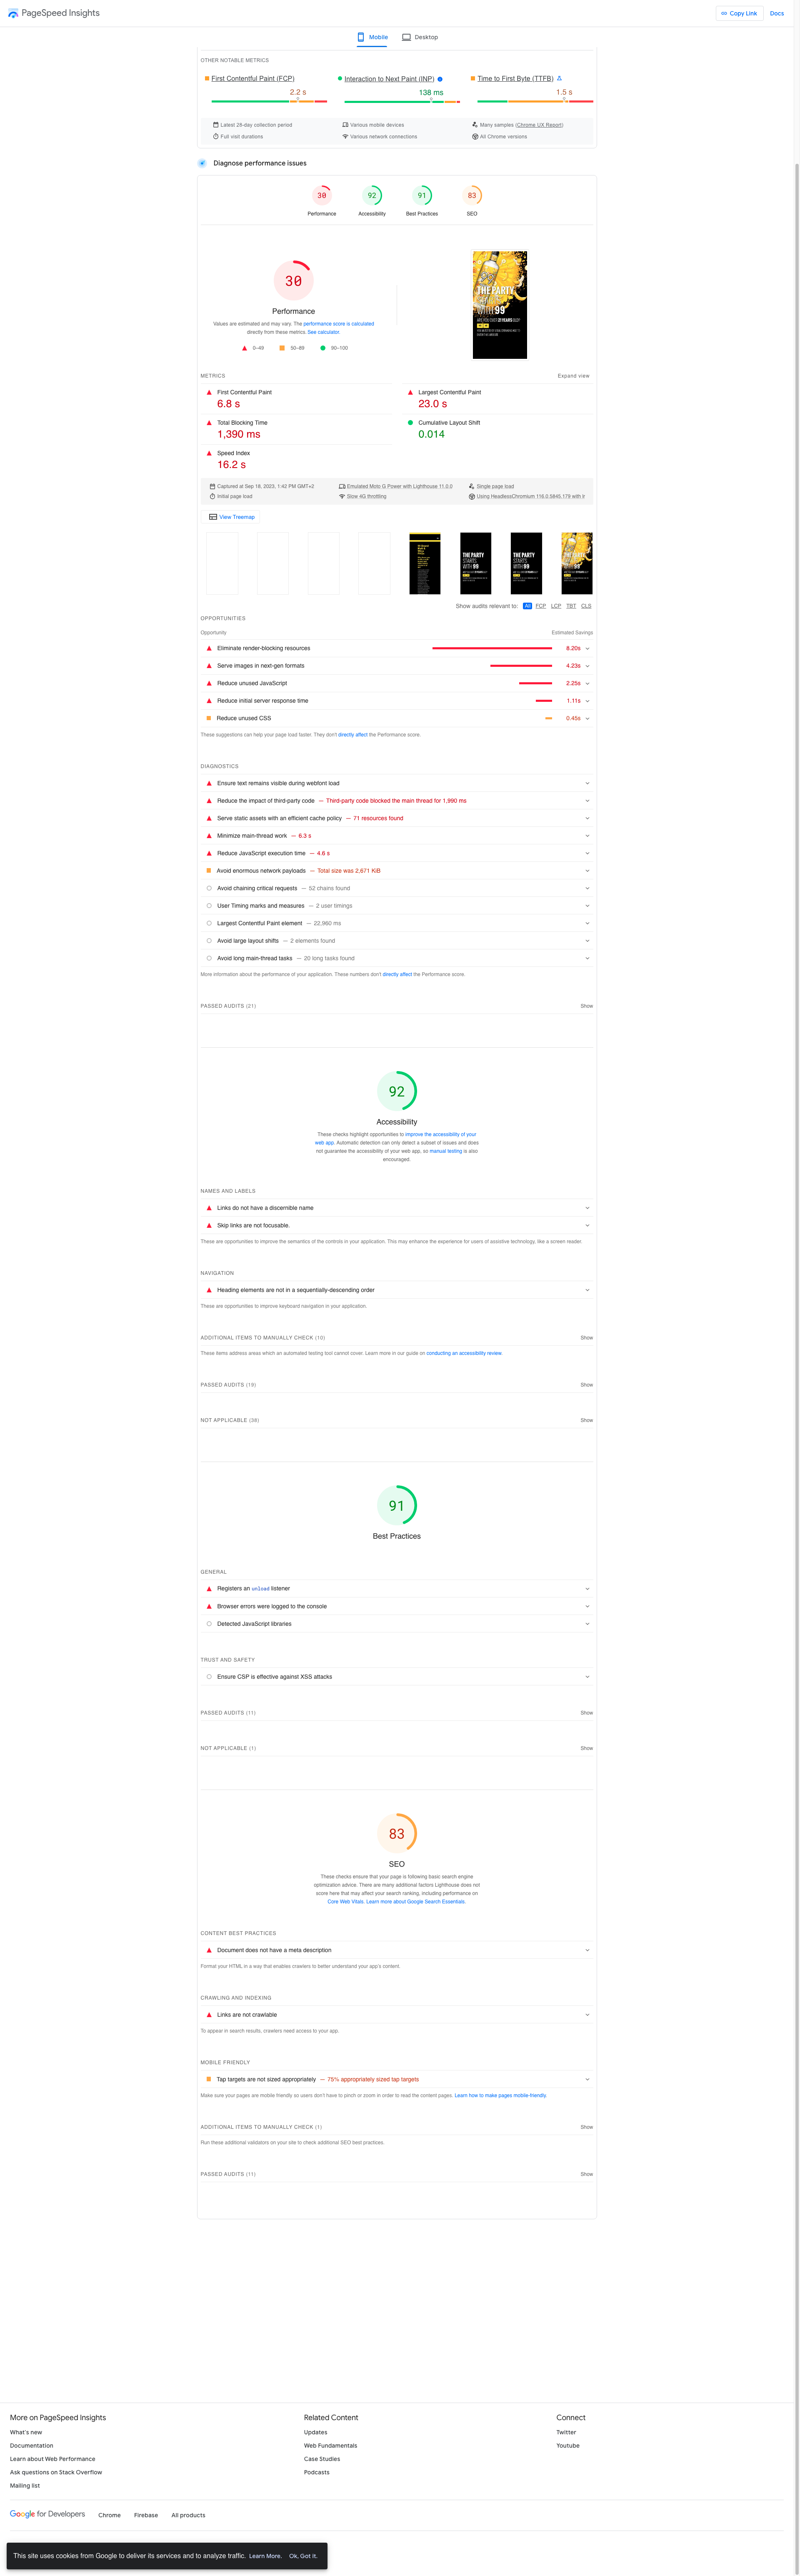 PageSpeed Insights
Copy Link
Docs
Mobile
Desktop
OTHER NOTABLE METRICS
First Contentful Paint (FCP)
2.2 s
Interaction to Next Paint (INP)
138 ms
Time to First Byte (TTFB)
1.5 s
Latest 28-day collection period
Various mobile devices
Many samples (Chrome UX Report)
Full visit durations
Various network connections
All Chrome versions
Diagnose performance issues
30
92
91
83
Performance
Accessibility
Best Practices
SEO
30
Performance
Values are estimated and may vary. The performance score is calculated
directly from these metrics. See calculator.
0–49
50–89
90–100
THE PARTY
WITH 99
METRICS
Expand view
First Contentful Paint
6.8 s
Largest Contentful Paint
23.0 s
Total Blocking Time
1,390 ms
Cumulative Layout Shift
0.014
Speed Index
16.2 s
Captured at Sep 18, 2023, 1:42 PM GMT+2
Emulated Moto G Power with Lighthouse 11.0.0
Single page load
Initial page load
Slow 4G throttling
Using HeadlessChromium 116.0.5845.179 with lr
View Treemap
THE PARTY
STARTS
WITH 99
THE PARTY
STARTS
WITH 99
THE PARTY
STARTS
WITH 99
Show audits relevant to:
All
FCP
LCP
TBT
CLS
OPPORTUNITIES
Opportunity
Estimated Savings
Eliminate render-blocking resources
8.20s
Serve images in next-gen formats
4.23s
Reduce unused JavaScript
2.25s
Reduce initial server response time
1.11s
Reduce unused CSS
0.45s
These suggestions can help your page load faster. They don't directly affect the Performance score.
DIAGNOSTICS
Ensure text remains visible during webfont load
Reduce the impact of third-party code — Third-party code blocked the main thread for 1,990 ms
Serve static assets with an efficient cache policy — 71 resources found
Minimize main-thread work — 6.3 s
Reduce JavaScript execution time — 4.6 s
Avoid enormous network payloads — Total size was 2,671 KiB
Avoid chaining critical requests — 52 chains found
User Timing marks and measures — 2 user timings
Largest Contentful Paint element — 22,960 ms
Avoid large layout shifts — 2 elements found
Avoid long main-thread tasks — 20 long tasks found
More information about the performance of your application. These numbers don't directly affect the Performance score.
PASSED AUDITS (21)
Show
92
Accessibility
These checks highlight opportunities to improve the accessibility of your
web app. Automatic detection can only detect a subset of issues and does
not guarantee the accessibility of your web app, so manual testing is also
encouraged.
NAMES AND LABELS
Links do not have a discernible name
Skip links are not focusable.
These are opportunities to improve the semantics of the controls in your application. This may enhance the experience for users of assistive technology, like a screen reader.
NAVIGATION
Heading elements are not in a sequentially-descending order
These are opportunities to improve keyboard navigation in your application.
ADDITIONAL ITEMS TO MANUALLY CHECK (10)
Show
These items address areas which an automated testing tool cannot cover. Learn more in our guide on conducting an accessibility review.
PASSED AUDITS (19)
Show
NOT APPLICABLE (38)
Show
91
Best Practices
GENERAL
Registers an unload listener
Browser errors were logged to the console
Detected JavaScript libraries
TRUST AND SAFETY
Ensure CSP is effective against XSS attacks
PASSED AUDITS (11)
Show
NOT APPLICABLE (1)
Show
83
SEO
These checks ensure that your page is following basic search engine
optimization advice. There are many additional factors Lighthouse does not
score here that may affect your search ranking, including performance on
Core Web Vitals. Learn more about Google Search Essentials.
CONTENT BEST PRACTICES
Document does not have a meta description
Format your HTML in a way that enables crawlers to better understand your app's content.
CRAWLING AND INDEXING
Links are not crawlable
To appear in search results, crawlers need access to your app.
MOBILE FRIENDLY
Tap targets are not sized appropriately — 75% appropriately sized tap targets
Make sure your pages are mobile friendly so users don't have to pinch or zoom in order to read the content pages. Learn how to make pages mobile-friendly.
ADDITIONAL ITEMS TO MANUALLY CHECK (1)
Show
Run these additional validators on your site to check additional SEO best practices.
PASSED AUDITS (11)
Show
More on PageSpeed Insights
What's new
Documentation
Learn about Web Performance
Ask questions on Stack Overflow
Mailing list
Related Content
Updates
Web Fundamentals
Case Studies
Podcasts
Connect
Twitter
Youtube
Google for Developers
Chrome
Firebase
All products
This site uses cookies from Google to deliver its services and to analyze traffic. Learn More. Ok, Got it.